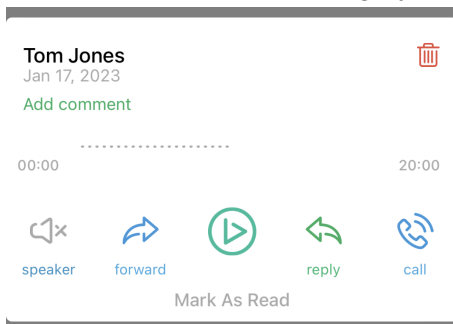 Tom Jones
Jan 17, 2023
Add comment
00:00 20:00
speaker forward reply call
Mark As Read